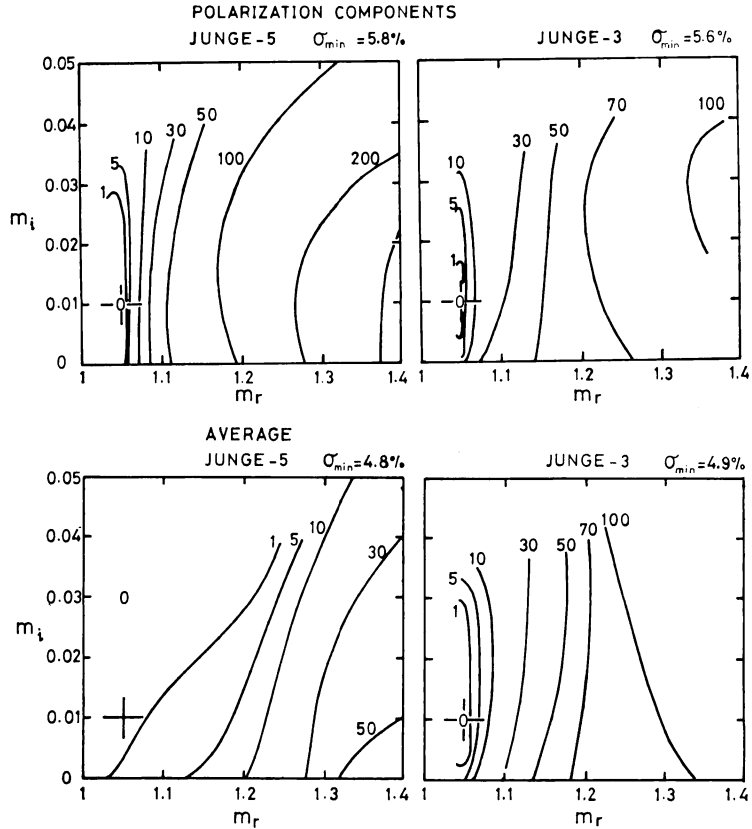 POLARIZATION COMPONENTS
JUNGE-5 σmin=5.8%
JUNGE-3 σmin=5.6%
0.05
0.04
0.03
0.02
0.01
0
mi
1 5 10 30 50 100 200
0
1 1.1 1.2 1.3 1.4
mr
10 5 1 30 50 70 100
0
1 1.1 1.2 1.3 1.4
mr
AVERAGE
JUNGE-5 σmin=4.8%
JUNGE-3 σmin=4.9%
0.05
0.04
0.03
0.02
0.01
0
mi
1 5 10 30 50
0
1 1.1 1.2 1.3 1.4
mr
5 1 10 30 50 70 100
0
1 1.1 1.2 1.3 1.4
mr